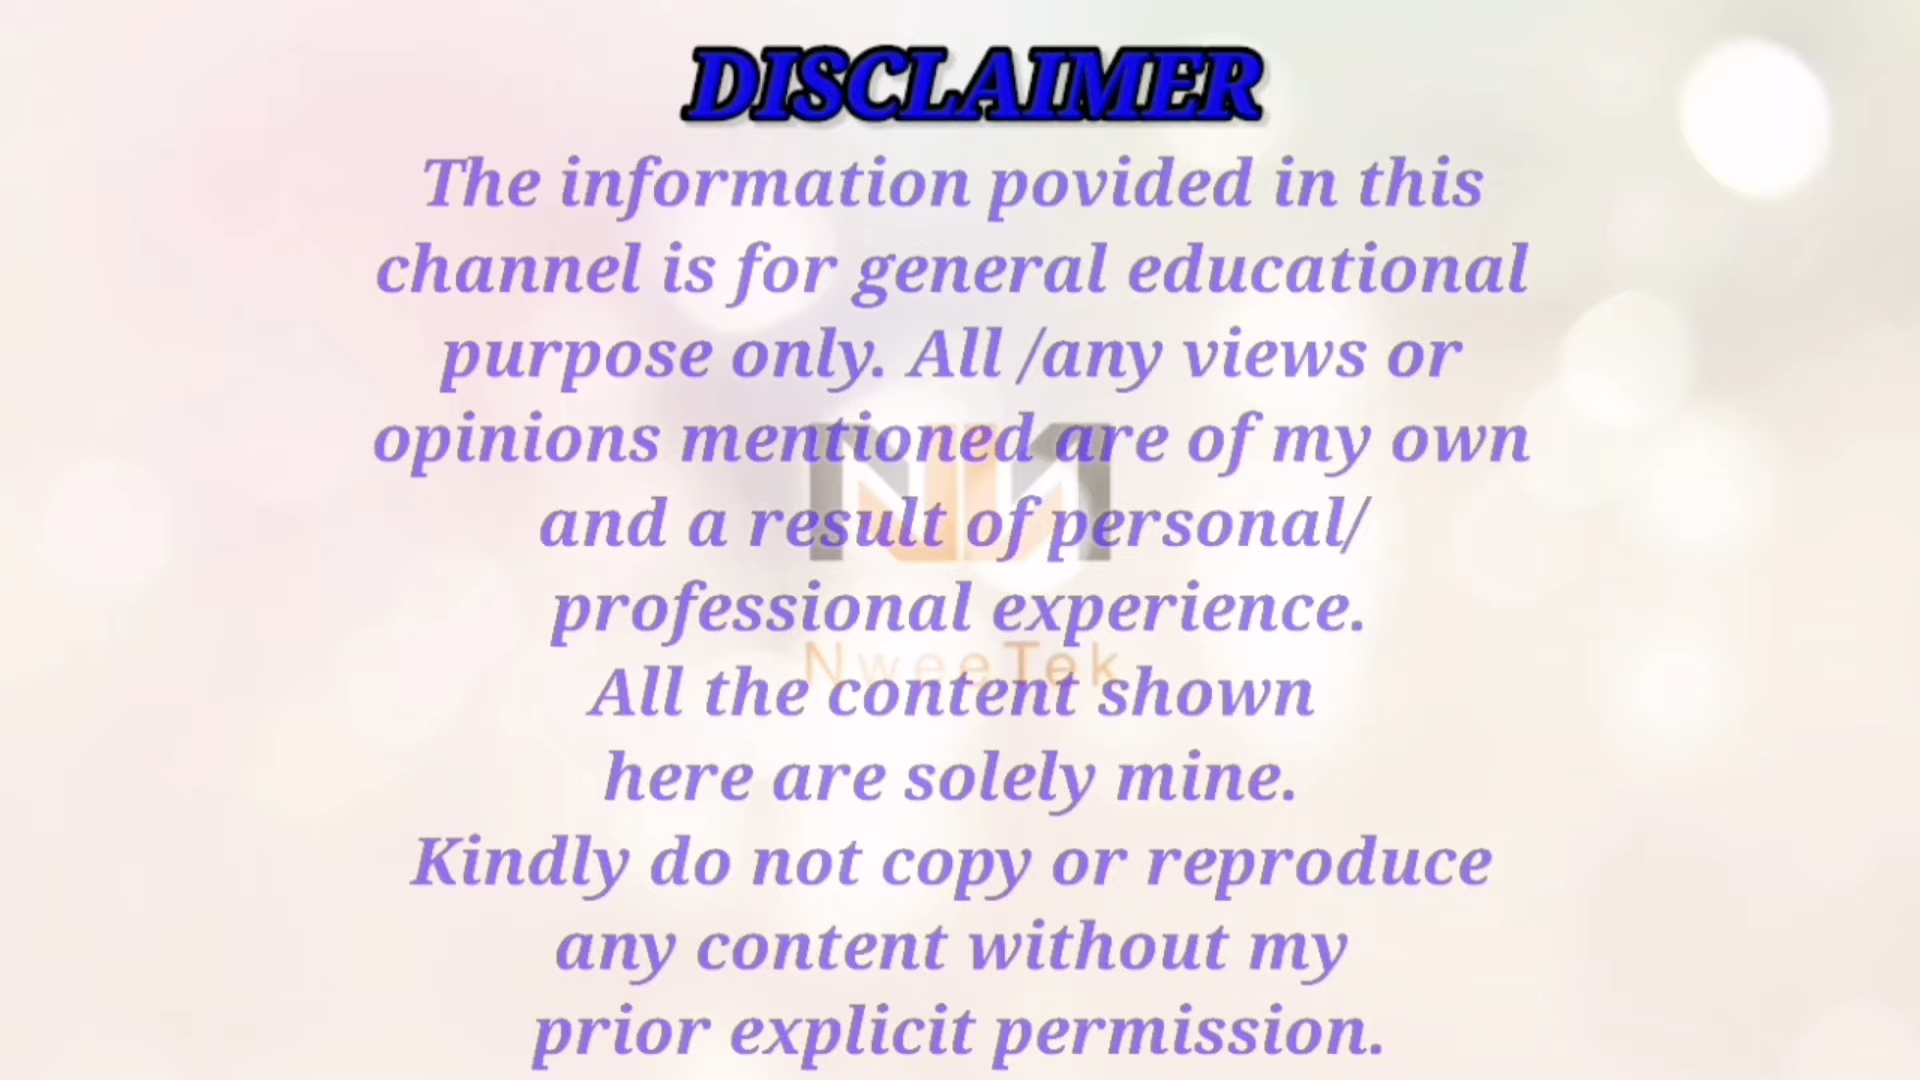 DISCLAIMER
The information povided in this
channel is for general educational
purpose only. All /any views or
opinions mentioned are of my own
and a result of personal/
professional experience.
NweeTek
All the content shown
here are solely mine.
Kindly do not copy or reproduce
any content without my
prior explicit permission.